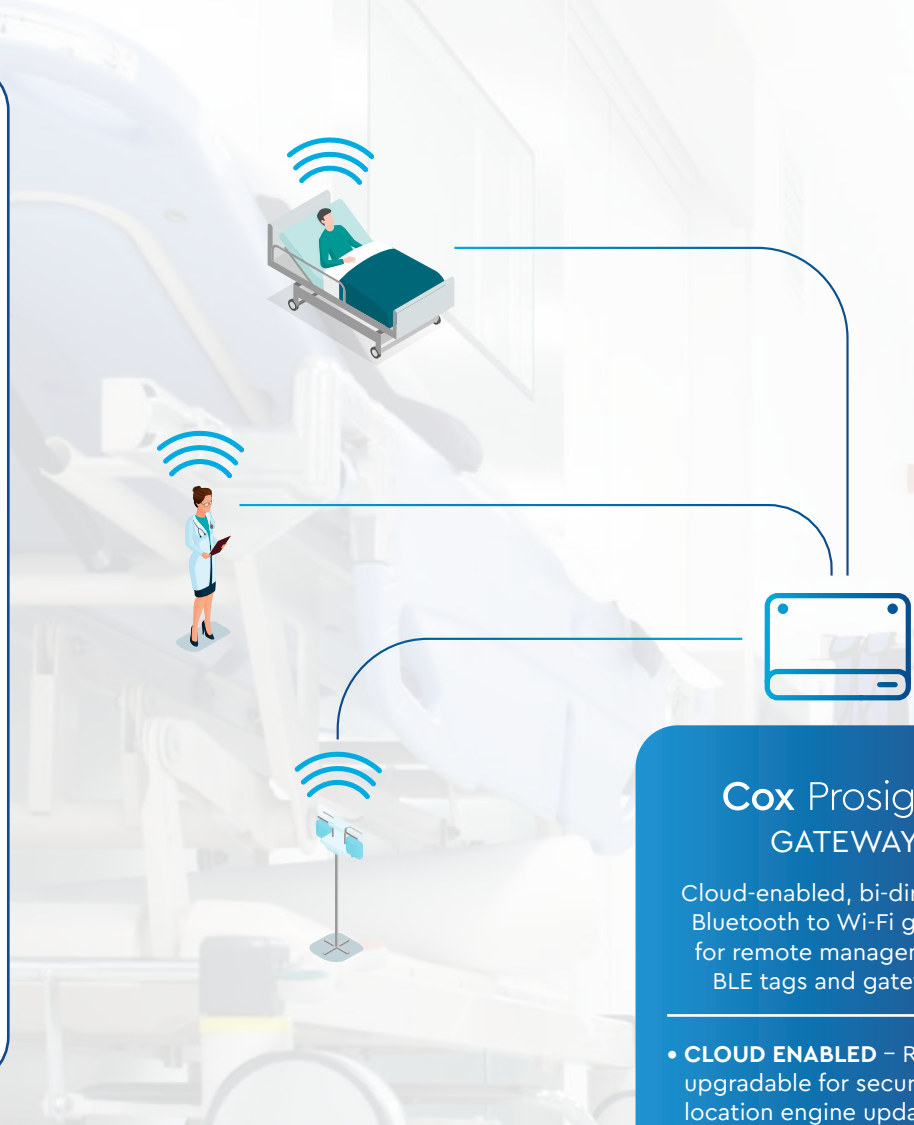 Cox Prosig
GATEWAY
Cloud-enabled, bi-dir
Bluetooth to Wi-Fi g
for remote manager
BLE tags and gate
• CLOUD ENABLED – R
upgradable for secur
location engine upda